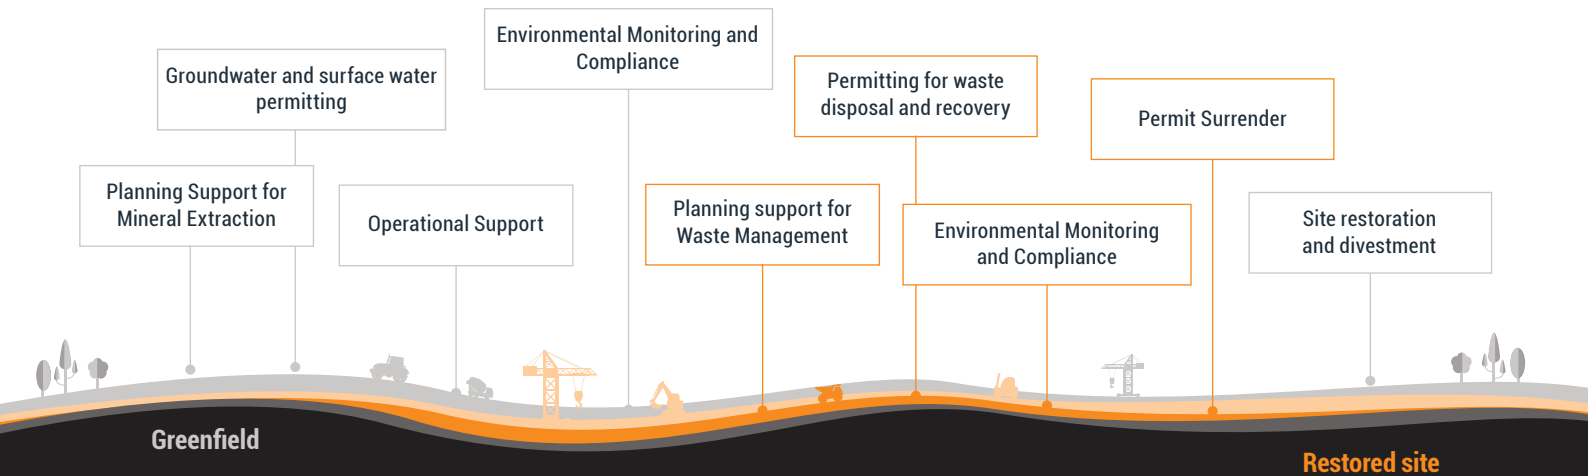 Planning Support for
Mineral Extraction
Groundwater and surface water
permitting
Operational Support
Environmental Monitoring and
Compliance
Planning support for
Waste Management
Permitting for waste
disposal and recovery
Environmental Monitoring
and Compliance
Permit Surrender
Site restoration
and divestment
Greenfield
Restored site